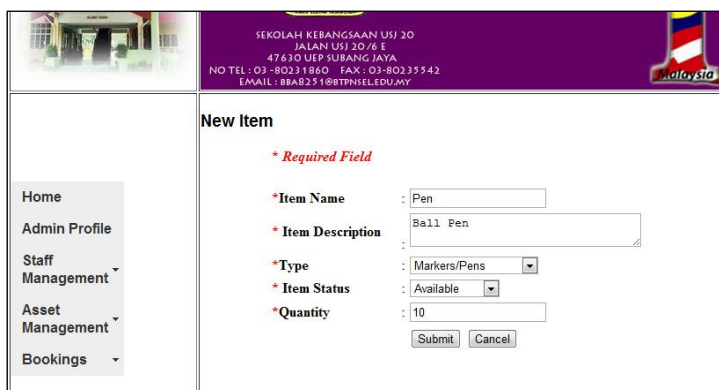 SEKOLAH KEBANGSAAN USJ 20
JALAN USJ 20/6 E
47630 UEP SUBANG JAYA
NO TEL : 03 -80231860 FAX : 03-80235542
EMAIL : BBA8251@BTPNSEL.EDU.MY
Malaysia
Home
Admin Profile
Staff
Management
Asset
Management
Bookings
New Item
* Required Field
*Item Name : Pen
* Item Description : Ball Pen
*Type : Markers/Pens
* Item Status : Available
*Quantity : 10
Submit Cancel